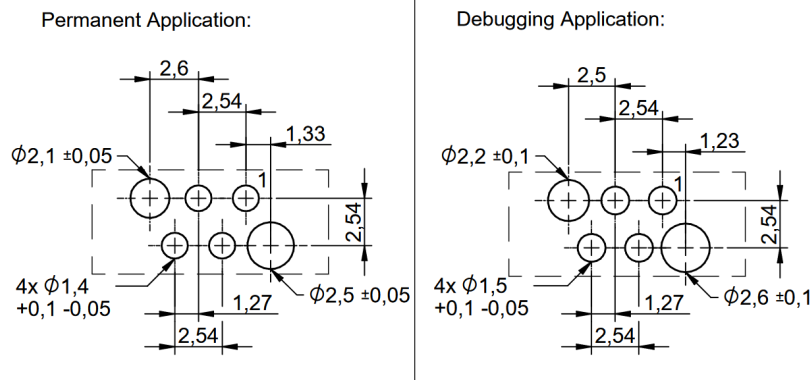 Permanent Application:
2,6
2,54
1,33
Φ2,1 ±0,05
1
2,54
4x Φ1,4
+0,1 -0,05
1,27
Φ2,5 ±0,05
2,54
Debugging Application:
2,5
2,54
1,23
Φ2,2 ±0,1
1
2,54
4x Φ1,5
+0,1 -0,05
1,27
Φ2,6 ±0,1
2,54